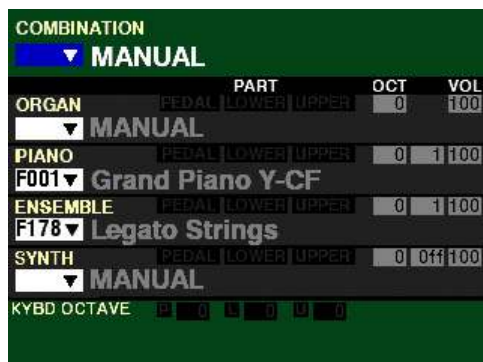 COMBINATION
▼ MANUAL
PART OCT VOL
ORGAN PEDAL LOWER UPPER 0 100
▼ MANUAL
PIANO PEDAL LOWER UPPER 0 1 100
F001▼ Grand Piano Y-CF
ENSEMBLE PEDAL LOWER UPPER 0 1 100
F178▼ Legato Strings
SYNTH PEDAL LOWER UPPER 0 Off 100
▼ MANUAL
KYBD OCTAVE P 0 L 0 U 0